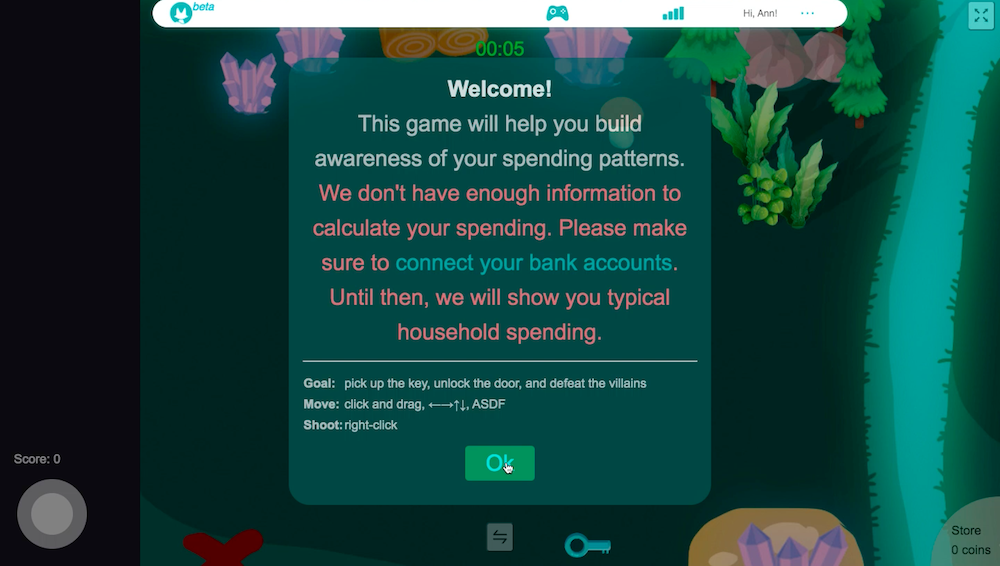 beta
Hi, Ann!
00:05
Welcome!
This game will help you build
awareness of your spending patterns.
We don't have enough information to
calculate your spending. Please make
sure to connect your bank accounts.
Until then, we will show you typical
household spending.
Goal: pick up the key, unlock the door, and defeat the villains
Move: click and drag, ←→↑↓, ASDF
Shoot: right-click
Ok
Score: 0
Store
0 coins